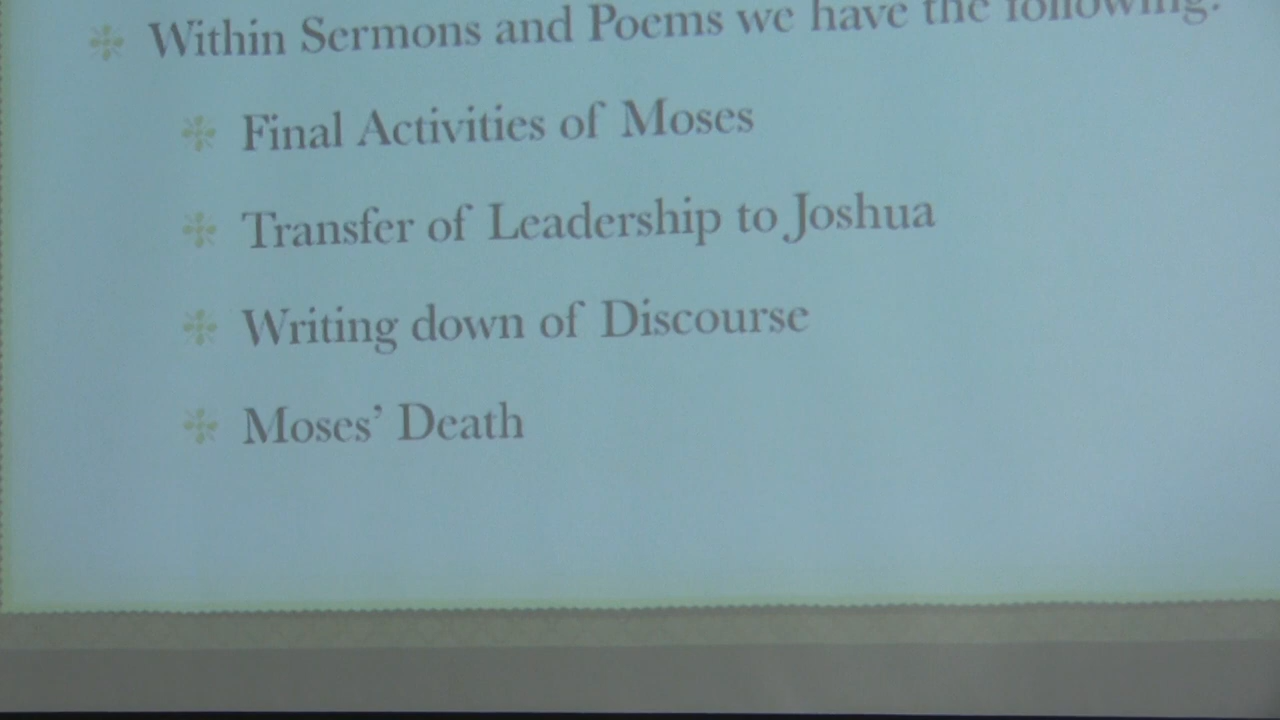 Within Sermons and Poems we have the following:
Final Activities of Moses
Transfer of Leadership to Joshua
Writing down of Discourse
Moses’ Death